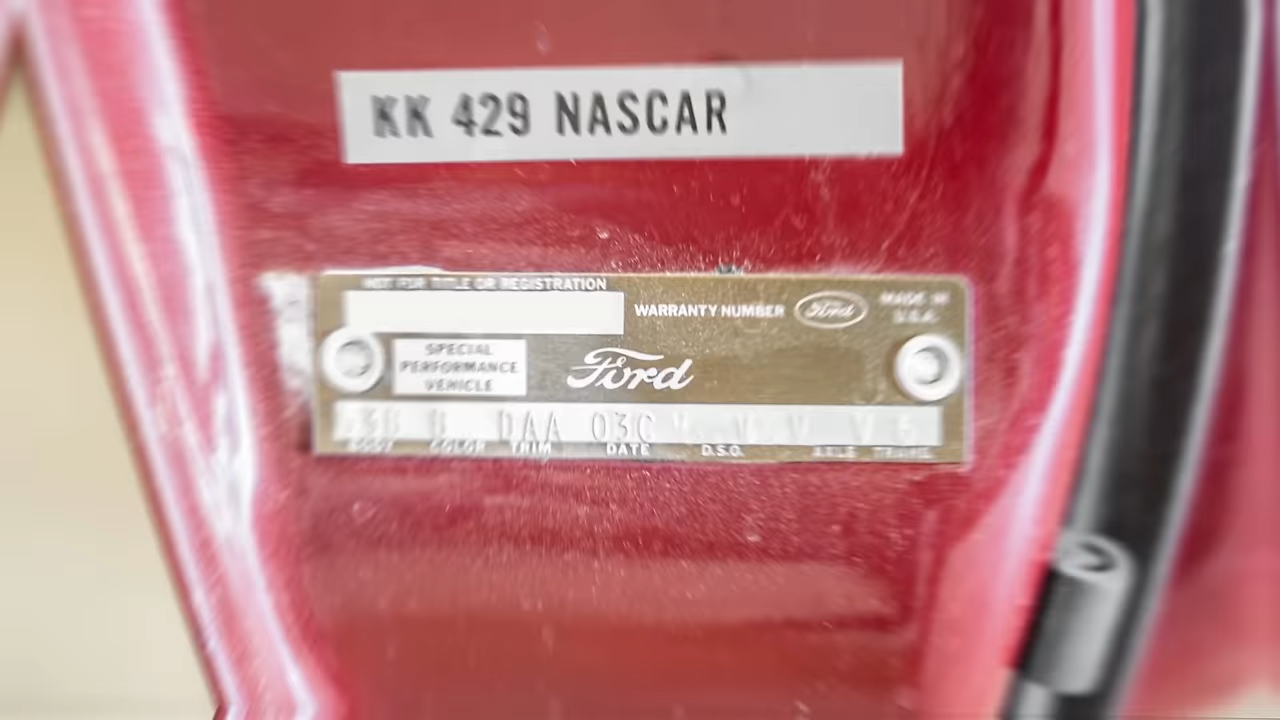 KK 429 NASCAR
NOT FOR TITLE OR REGISTRATION
WARRANTY NUMBER Ford MADE IN U.S.A.
SPECIAL
PERFORMANCE
VEHICLE
Ford
DAA 03C
BODY COLOR TRIM DATE D.S.O. AXLE TRANS.